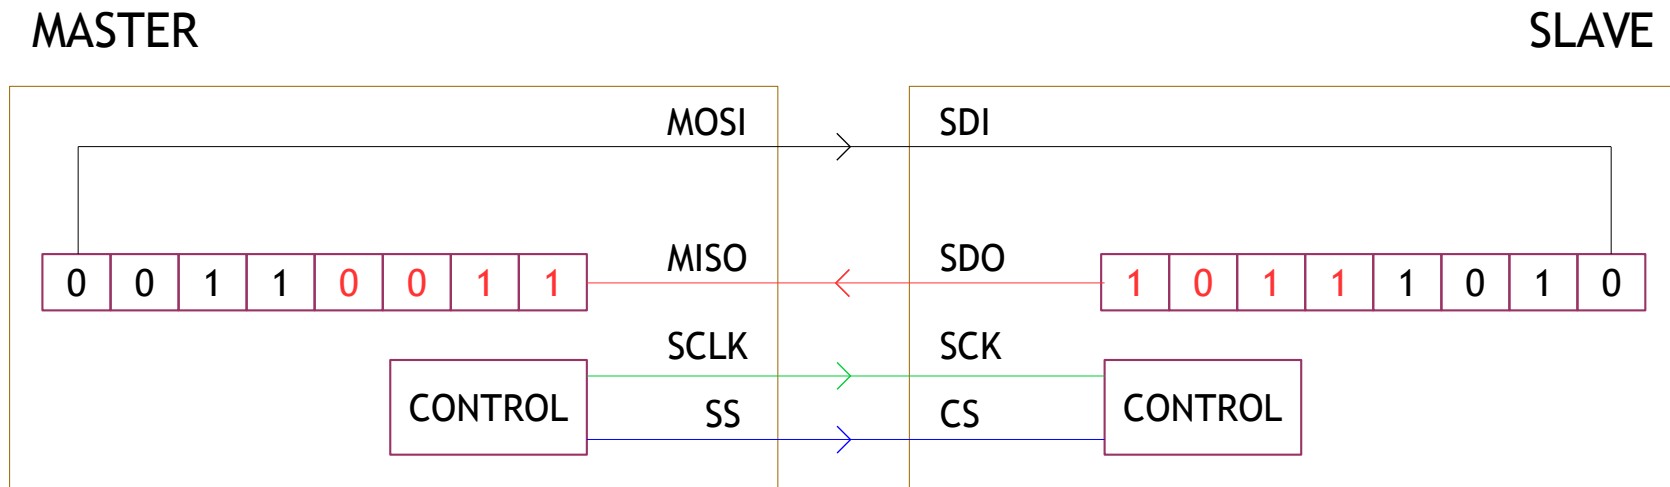 MASTER SLAVE
MOSI SDI
MISO SDO
0 0 1 1 0 0 1 1 1 0 1 1 1 0 1 0
SCLK SCK
CONTROL CONTROL
SS CS